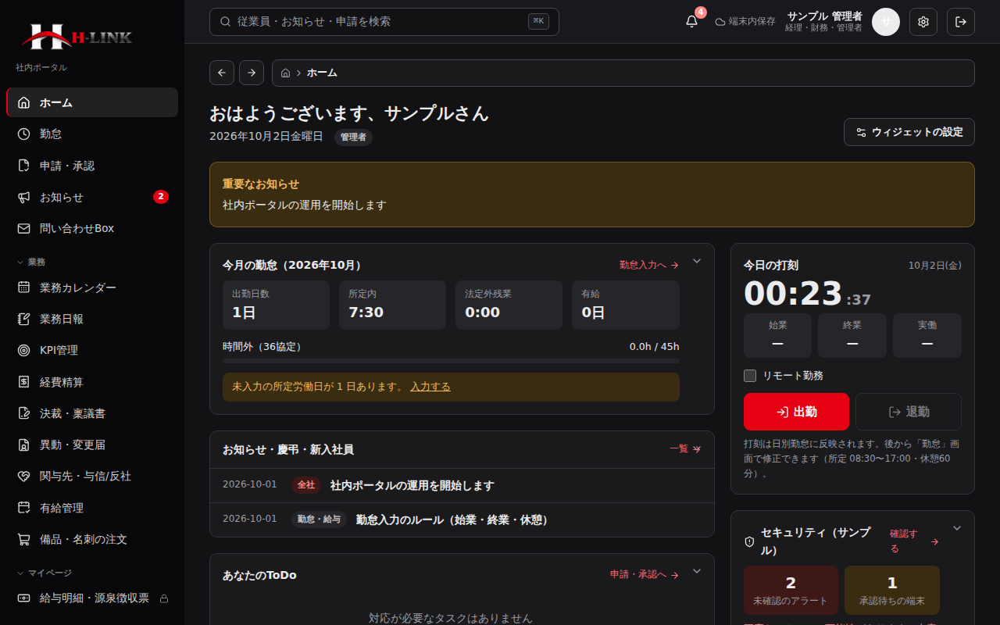 H-LINK
社内ポータル
ホーム
勤怠
申請・承認
お知らせ
2
問い合わせBox
業務
業務カレンダー
業務日報
KPI管理
経費精算
決裁・稟議書
異動・変更届
関与先・与信/反社
有給管理
備品・名刺の注文
マイページ
給与明細・源泉徴収票
従業員・お知らせ・申請を検索
⌘K
4
端末内保存
サンプル 管理者
経理・財務・管理者
サ
ホーム
おはようございます、サンプルさん
2026年10月2日金曜日
管理者
ウィジェットの設定
重要なお知らせ
社内ポータルの運用を開始します
今月の勤怠（2026年10月）
勤怠入力へ
出勤日数
1日
所定内
7:30
法定外残業
0:00
有給
0日
時間外（36協定）
0.0h / 45h
未入力の所定労働日が 1 日あります。 入力する
お知らせ・慶弔・新入社員
一覧
2026-10-01
全社
社内ポータルの運用を開始します
2026-10-01
勤怠・給与
勤怠入力のルール（始業・終業・休憩）
あなたのToDo
申請・承認へ
対応が必要なタスクはありません
今日の打刻
10月2日(金)
00:23:37
始業
—
終業
—
実働
—
リモート勤務
出勤
退勤
打刻は日別勤怠に反映されます。後から「勤怠」画
面で修正できます（所定 08:30〜17:00・休憩60
分）。
セキュリティ（サンプ
ル）
確認す
る
2
未確認のアラート
1
承認待ちの端末